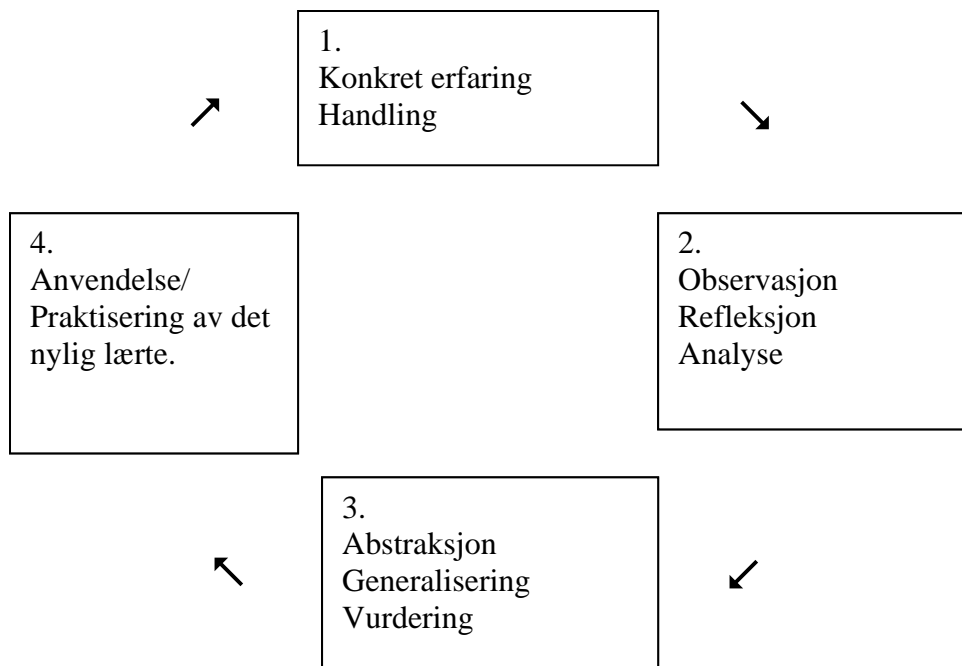 1.
Konkret erfaring
Handling
2.
Observasjon
Refleksjon
Analyse
3.
Abstraksjon
Generalisering
Vurdering
4.
Anvendelse/
Praktisering av det
nylig lærte.